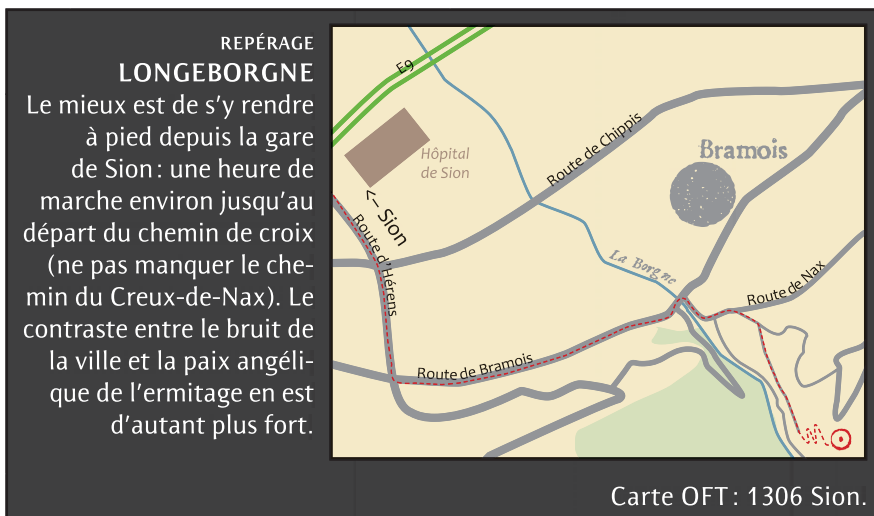 REPÉRAGE
LONGEBORGNE
Le mieux est de s’y rendre
à pied depuis la gare
de Sion : une heure de
marche environ jusqu’au
départ du chemin de croix
(ne pas manquer le che-
min du Creux-de-Nax). Le
contraste entre le bruit de
la ville et la paix angéli-
que de l’ermitage en est
d’autant plus fort.
E9
Hôpital
de Sion
<-- Sion
Route de Chippis
Bramois
Route d’Hérens
La Borgne
Route de Nax
Route de Bramois
Carte OFT : 1306 Sion.